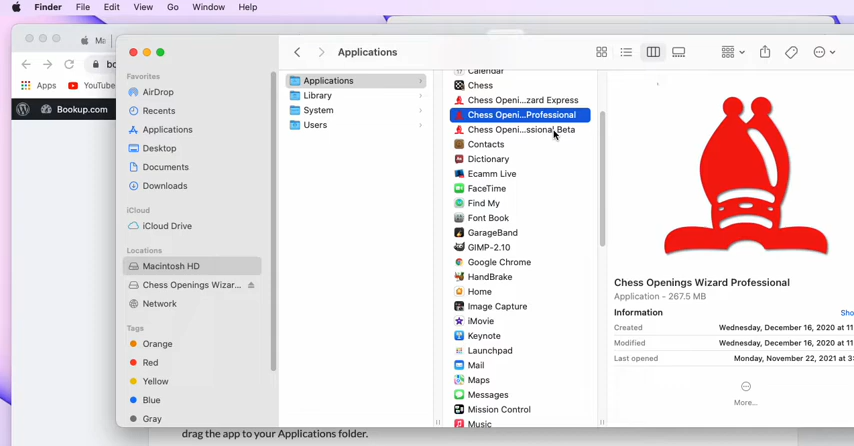 Finder File Edit View Go Window Help
Ma
Apps YouTube
Bookup.com
Applications
Favorites
AirDrop
Recents
Applications
Desktop
Documents
Downloads
iCloud
iCloud Drive
Locations
Macintosh HD
Chess Openings Wizar...
Network
Tags
Orange
Red
Yellow
Blue
Gray
Applications
Library
System
Users
Calendar
Chess
Chess Openi...zard Express
Chess Openi...Professional
Chess Openi...ssional Beta
Contacts
Dictionary
Ecamm Live
FaceTime
Find My
Font Book
GarageBand
GIMP-2.10
Google Chrome
HandBrake
Home
Image Capture
iMovie
Keynote
Launchpad
Mail
Maps
Messages
Mission Control
Music
Chess Openings Wizard Professional
Application - 267.5 MB
Information Sho
Created Wednesday, December 16, 2020 at 11
Modified Wednesday, December 16, 2020 at 11
Last opened Monday, November 22, 2021 at 3:
More...
drag the app to your Applications folder.